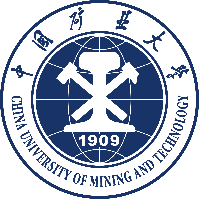 中国矿业大学
1909
CHINA UNIVERSITY OF MINING AND TECHNOLOGY